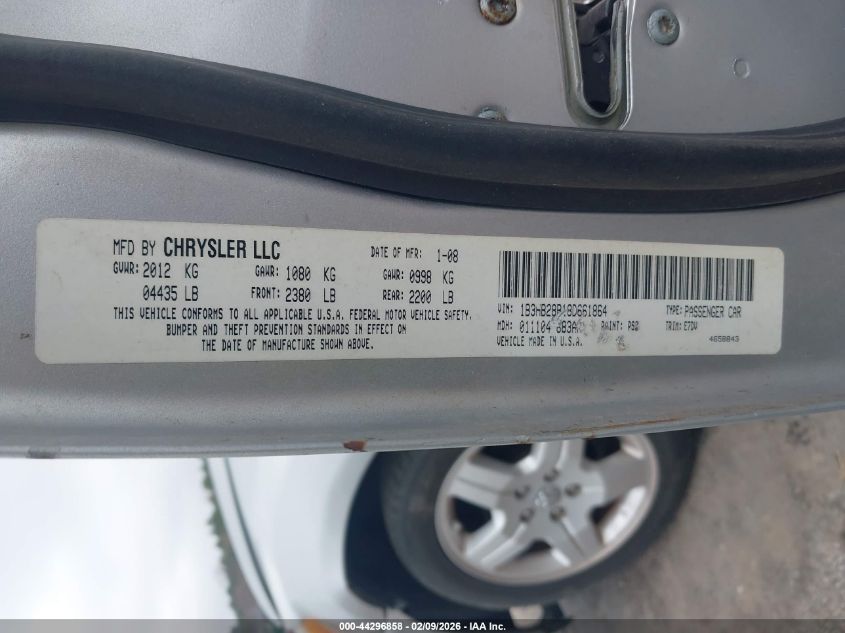 MFD BY CHRYSLER LLC
DATE OF MFR: 1-08
GVWR: 2012 KG
GAWR: 1080 KG
GAWR: 0998 KG
04435 LB
FRONT: 2380 LB
REAR: 2200 LB
THIS VEHICLE CONFORMS TO ALL APPLICABLE U.S.A. FEDERAL MOTOR VEHICLE SAFETY,
BUMPER AND THEFT PREVENTION STANDARDS IN EFFECT ON
THE DATE OF MANUFACTURE SHOWN ABOVE.
VIN: 1B3HB28B18D661864
TYPE: PASSENGER CAR
MDH: 011104
PAINT: PS2
TRIM: E7DV
VEHICLE MADE IN U.S.A.
4658843
000-44296858 - 02/09/2026 - IAA Inc.